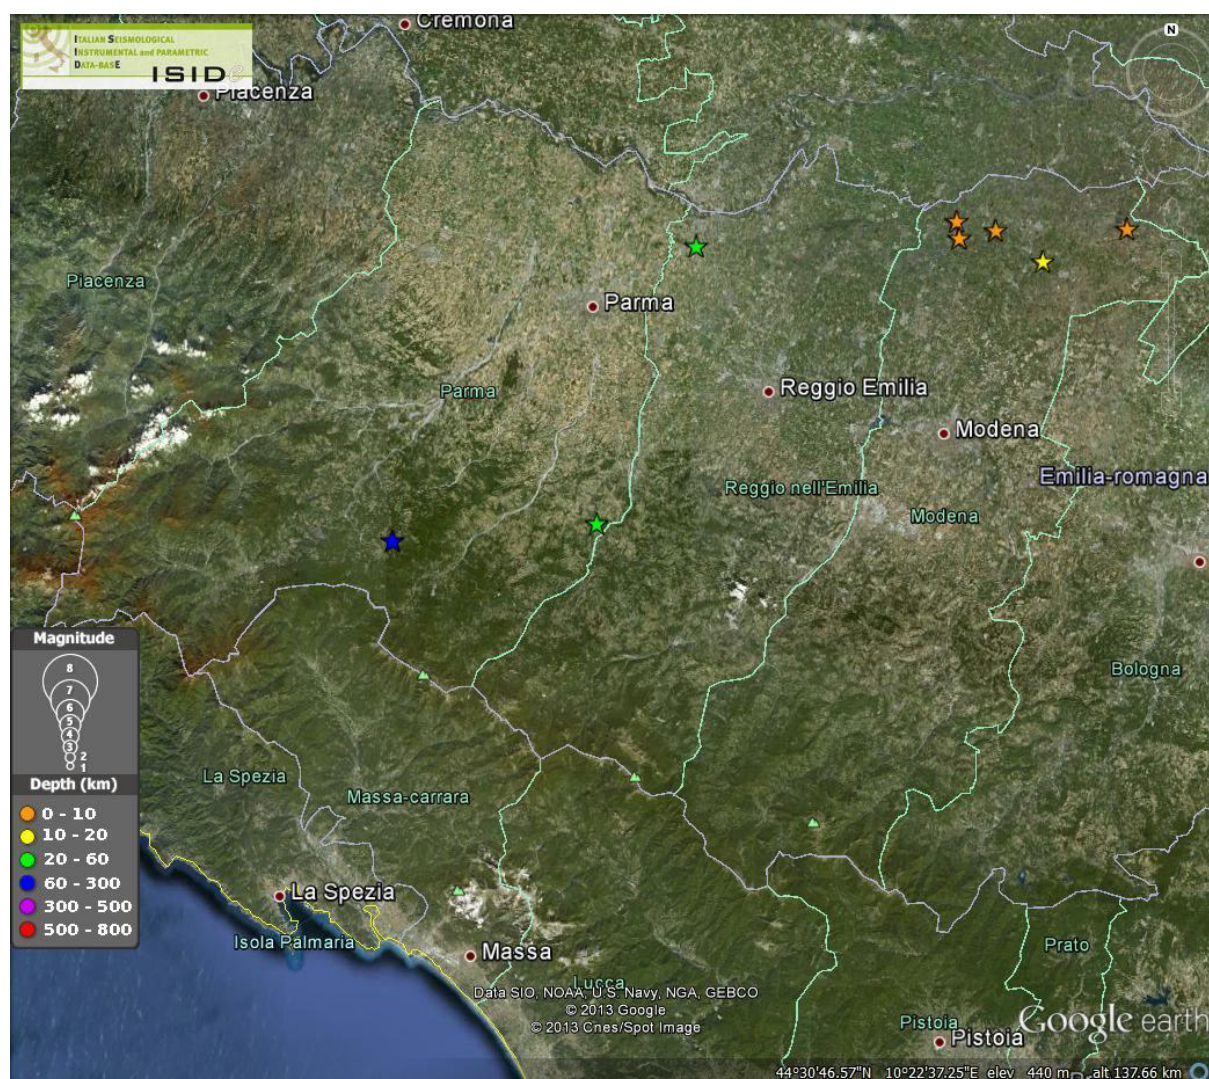 Cremona
ITALIAN SEISMOLOGICAL
INSTRUMENTAL and PARAMETRIC
DATA-BASE
ISIDe
N
Piacenza
Piacenza
Parma
Parma
Reggio Emilia
Modena
Emilia-romagna
Reggio nell'Emilia
Modena
Magnitude
8
7
6
5
4
3
2
1
Bologna
La Spezia
Massa-carrara
Depth (km)
0 - 10
10 - 20
20 - 60
60 - 300
300 - 500
500 - 800
La Spezia
Isola Palmaria
Massa
Prato
Lucca
Data SIO, NOAA, U.S. Navy, NGA, GEBCO
© 2013 Google
© 2013 Cnes/Spot Image
Pistoia
Google earth
Pistoia
44°30'46.57"N 10°22'37.25"E elev 440 m alt 137.66 km